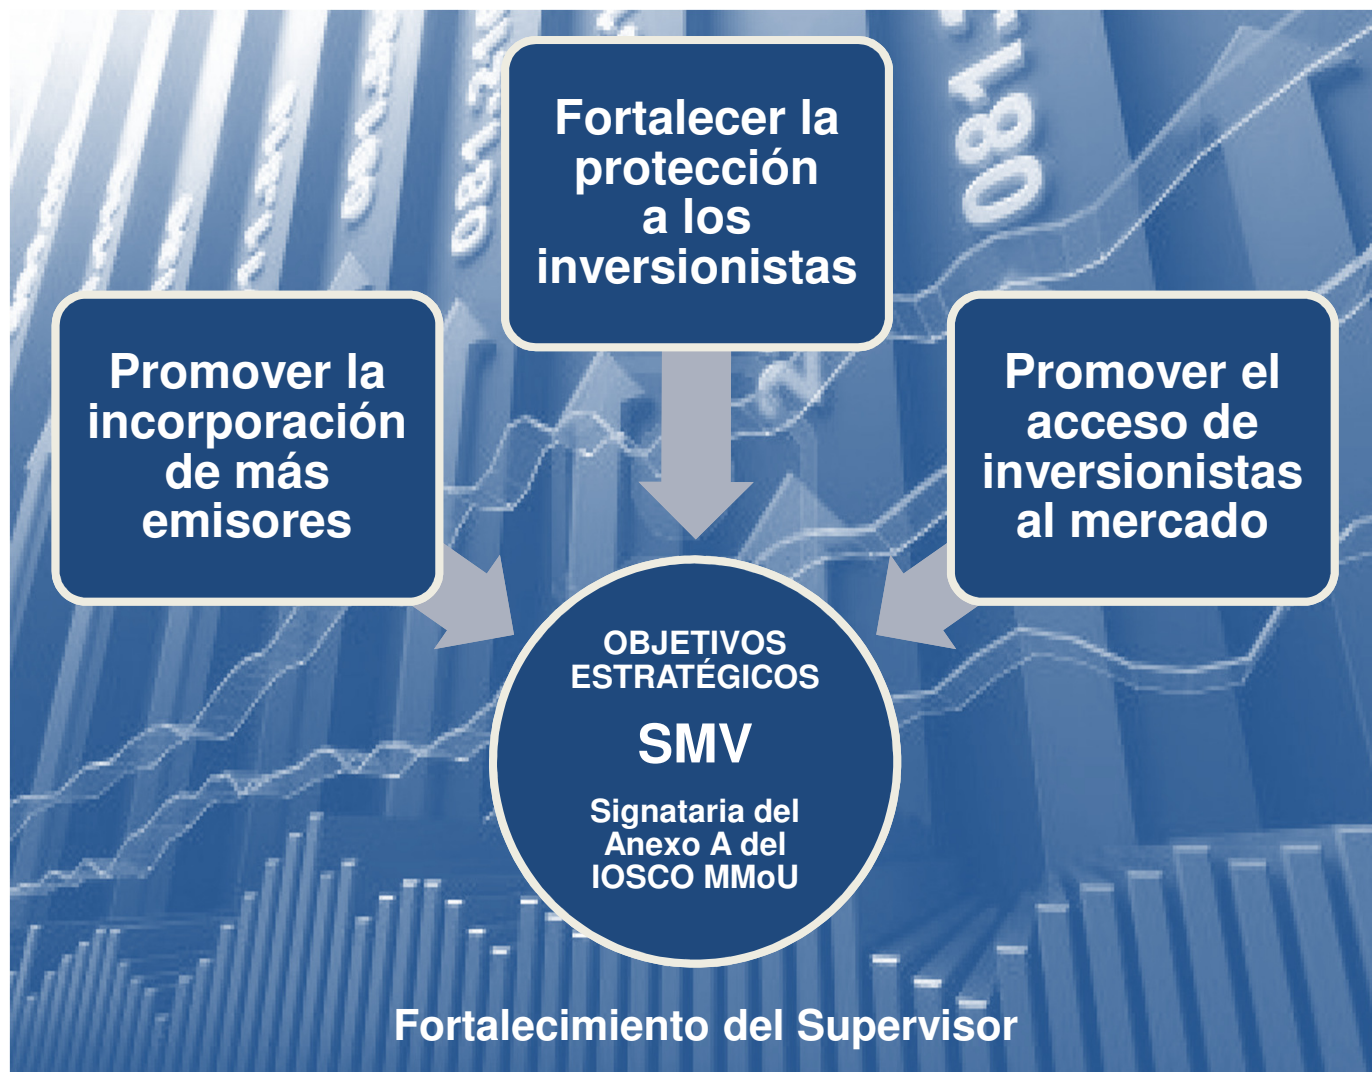 Fortalecer la
protección
a los
inversionistas
Promover la
incorporación
de más
emisores
Promover el
acceso de
inversionistas
al mercado
OBJETIVOS
ESTRATÉGICOS
SMV
Signataria del
Anexo A del
IOSCO MMoU
Fortalecimiento del Supervisor